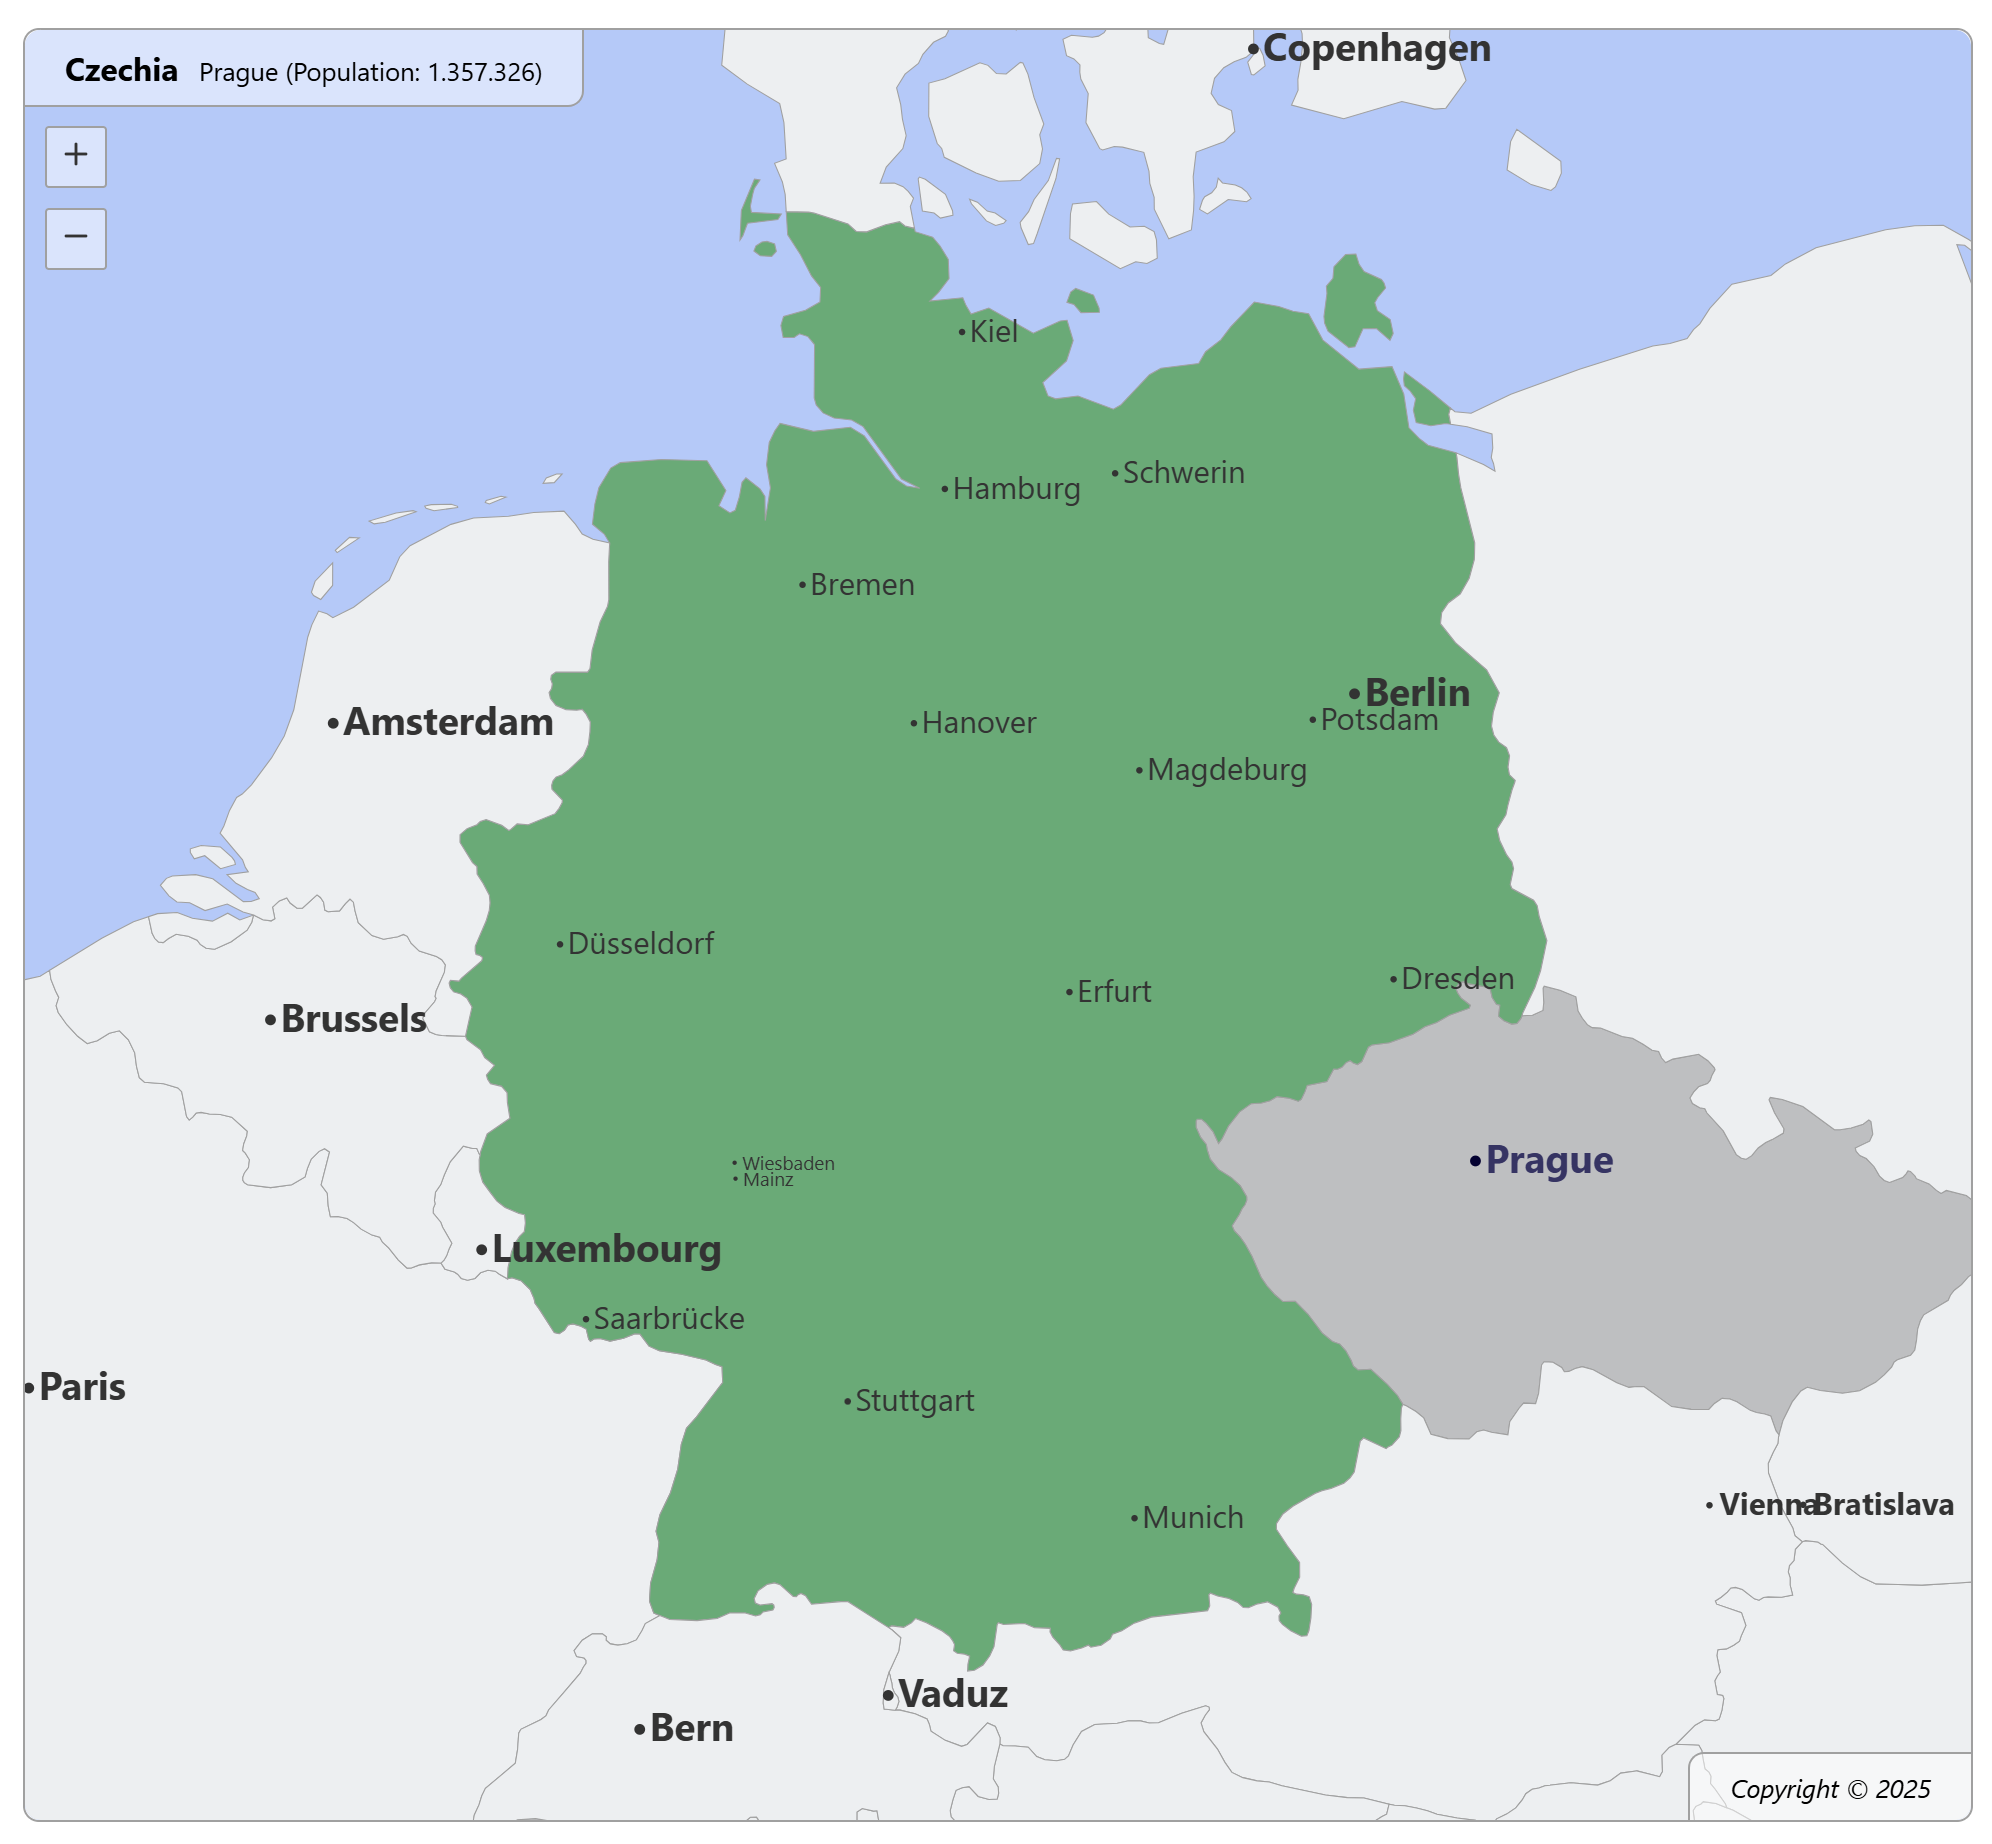 Czechia Prague (Population: 1.357.326)
+
−
Copenhagen
Kiel
Schwerin
Hamburg
Bremen
Berlin
Potsdam
Amsterdam
Hanover
Magdeburg
Düsseldorf
Dresden
Erfurt
Brussels
Prague
Wiesbaden
Mainz
Luxembourg
Saarbrücke
Paris
Stuttgart
Vienna
Bratislava
Munich
Vaduz
Bern
Copyright © 2025